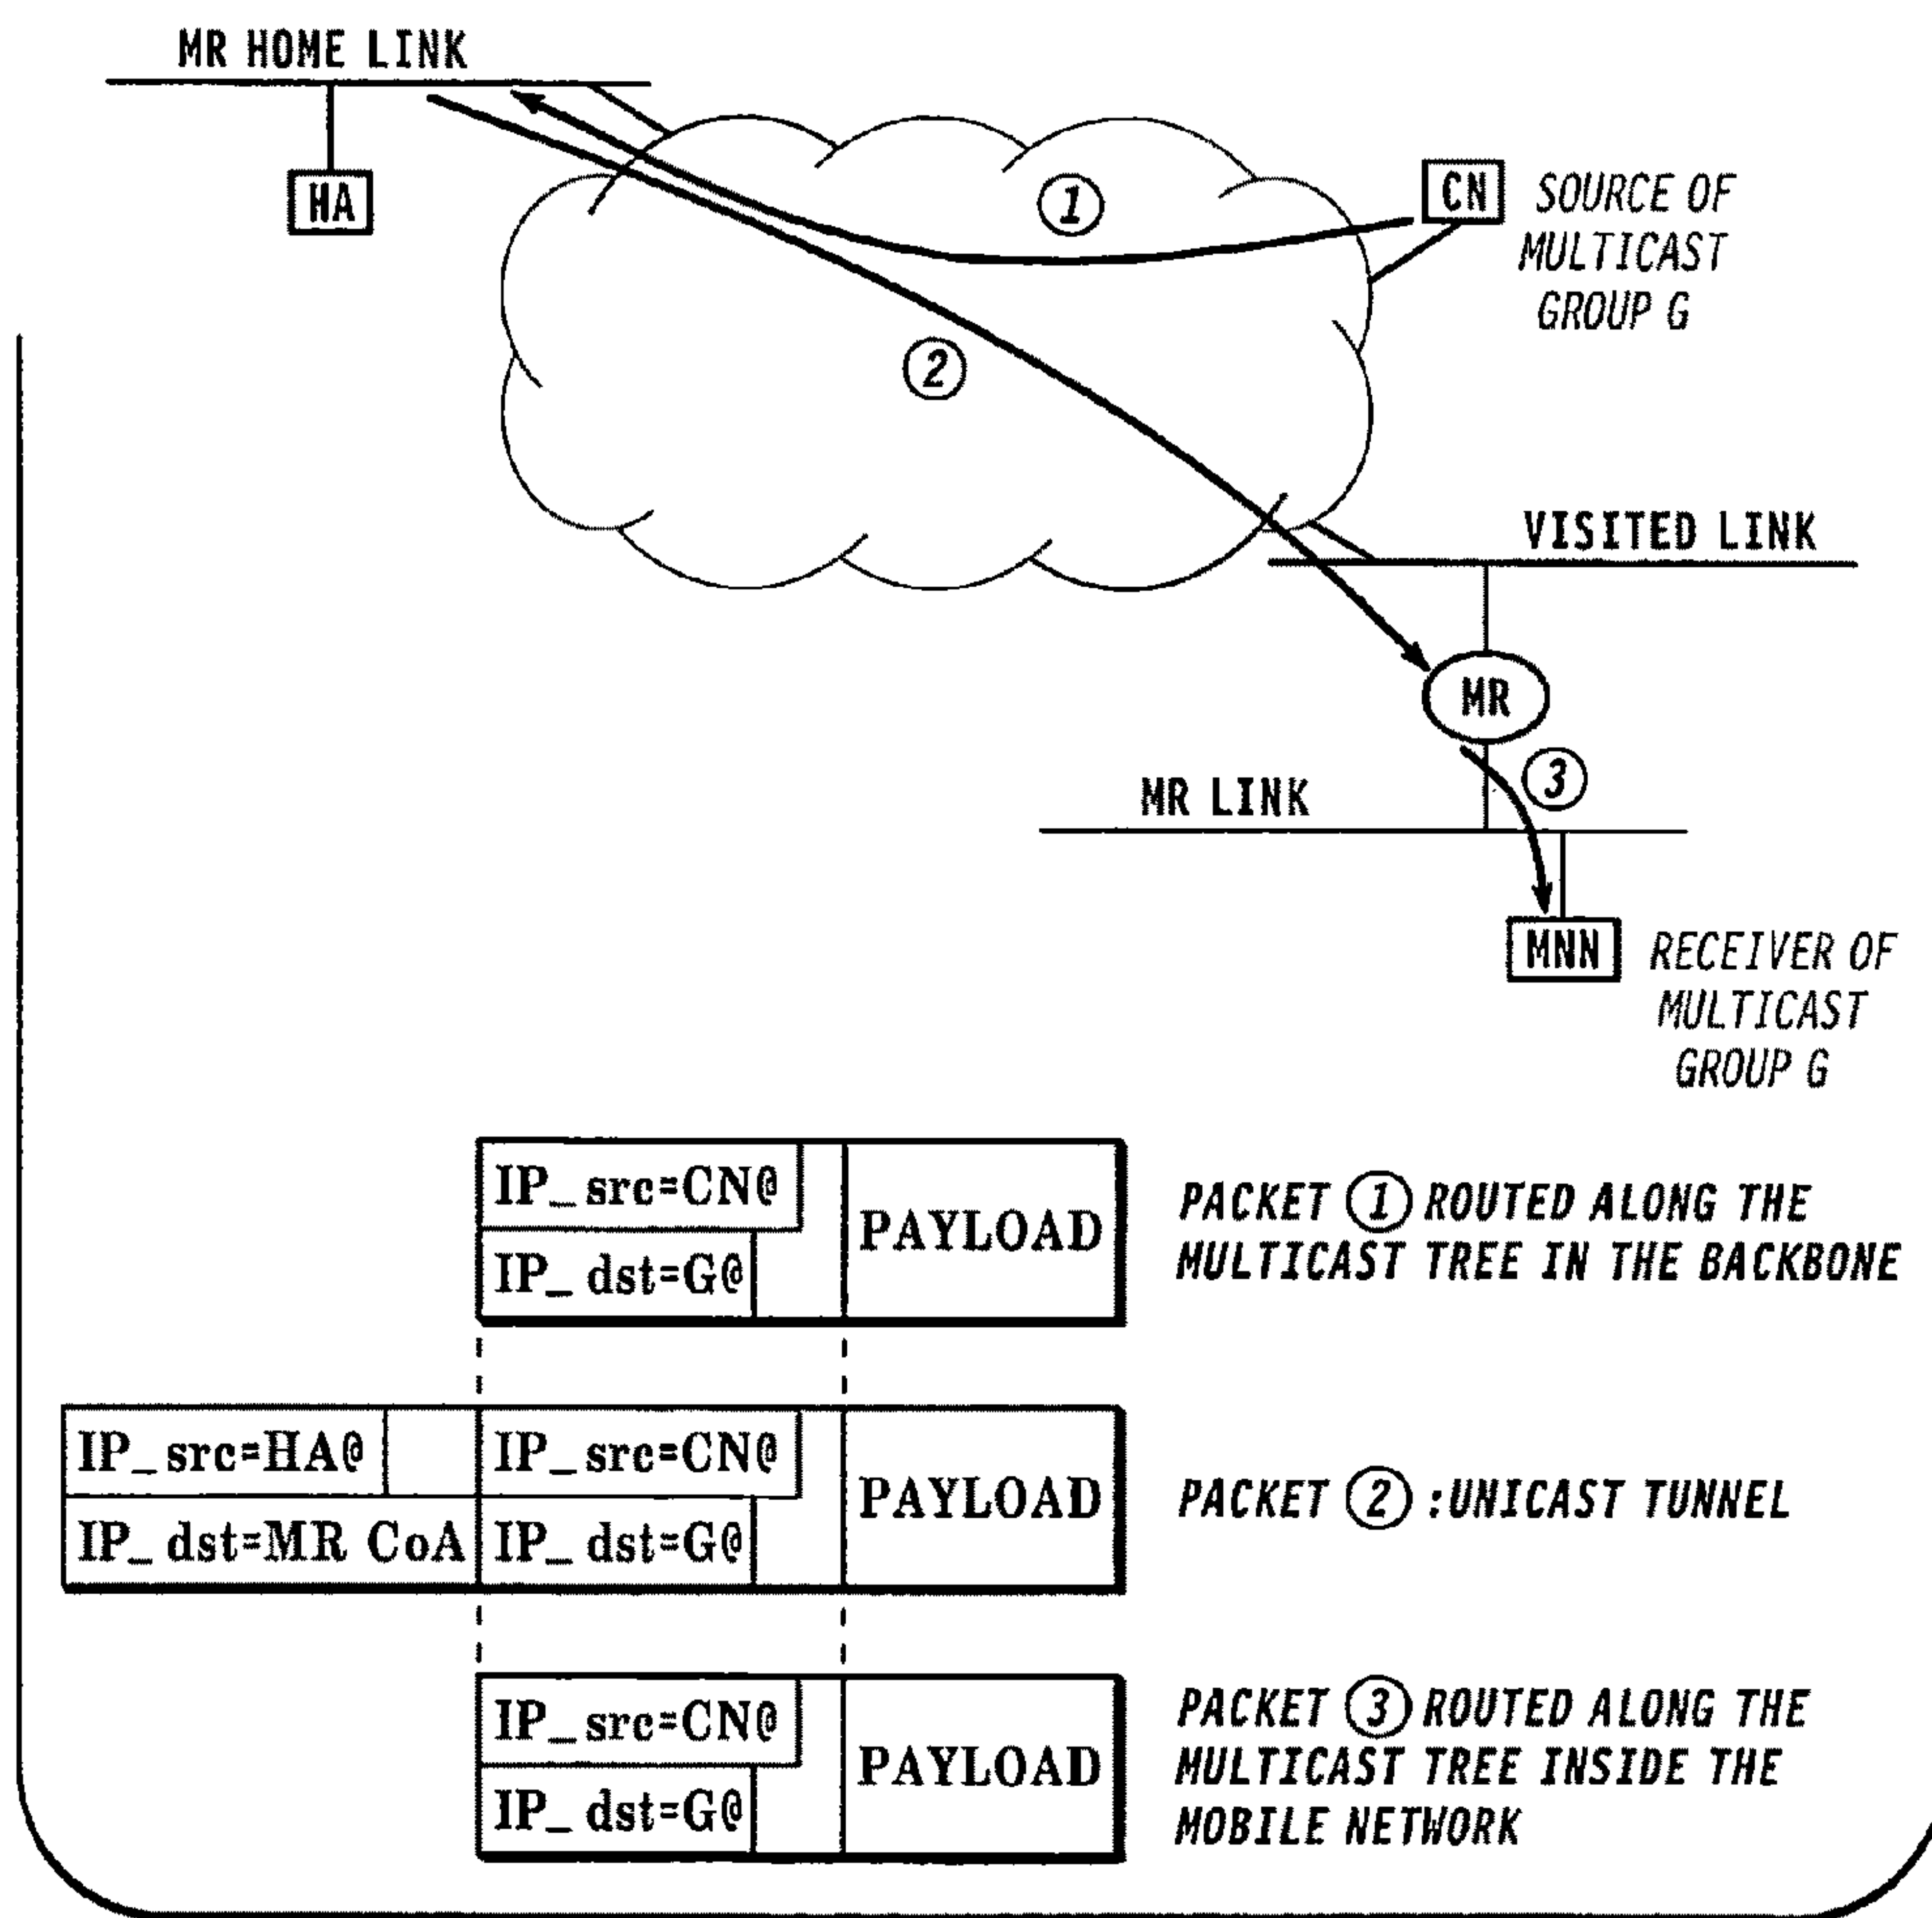 MR HOME LINK
HA
1
CN
SOURCE OF
MULTICAST
GROUP G
2
VISITED LINK
MR
3
MR LINK
MNN
RECEIVER OF
MULTICAST
GROUP G
IP_src=CN@
IP_dst=G@
PAYLOAD
PACKET 1 ROUTED ALONG THE
MULTICAST TREE IN THE BACKBONE
IP_src=HA@
IP_dst=MR CoA
IP_src=CN@
IP_dst=G@
PAYLOAD
PACKET 2 :UNICAST TUNNEL
IP_src=CN@
IP_dst=G@
PAYLOAD
PACKET 3 ROUTED ALONG THE
MULTICAST TREE INSIDE THE
MOBILE NETWORK